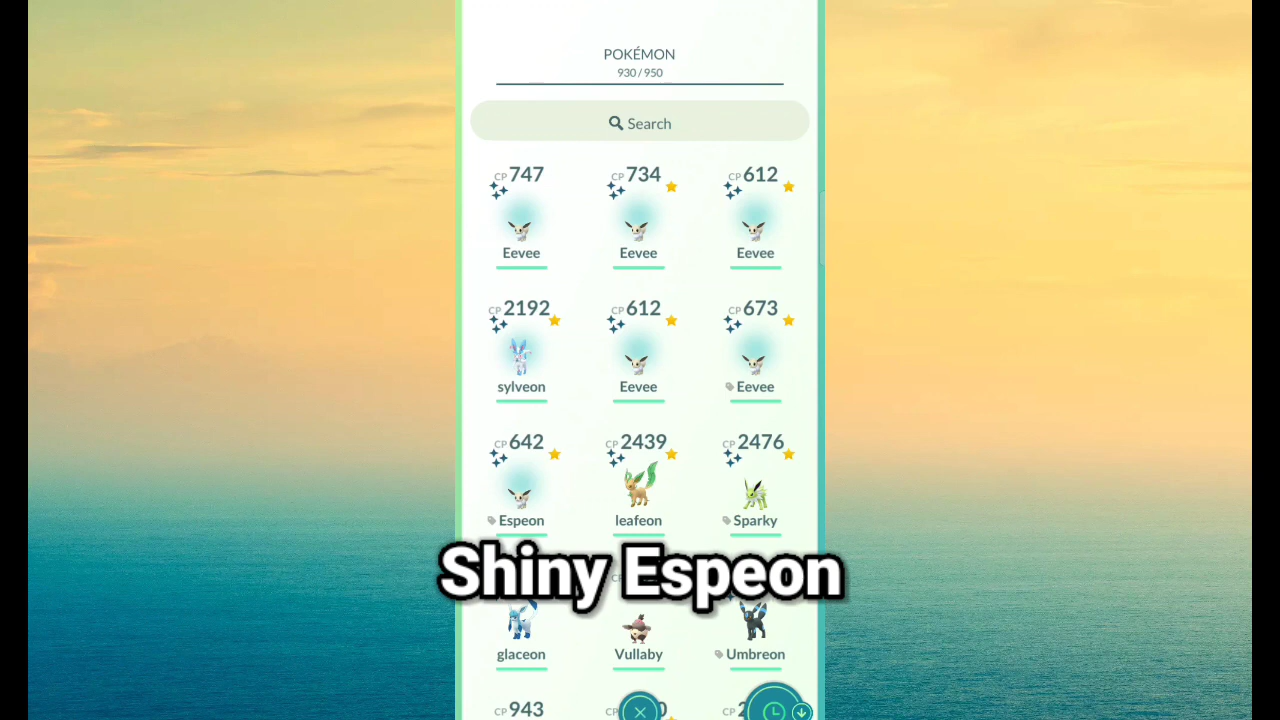 POKÉMON
930 / 950
Search
CP 747 CP 734 CP 612
Eevee Eevee Eevee
CP 2192 CP 612 CP 673
sylveon Eevee Eevee
CP 642 CP 2439 CP 2476
Espeon leafeon Sparky
Shiny Espeon
glaceon Vullaby Umbreon
CP 943